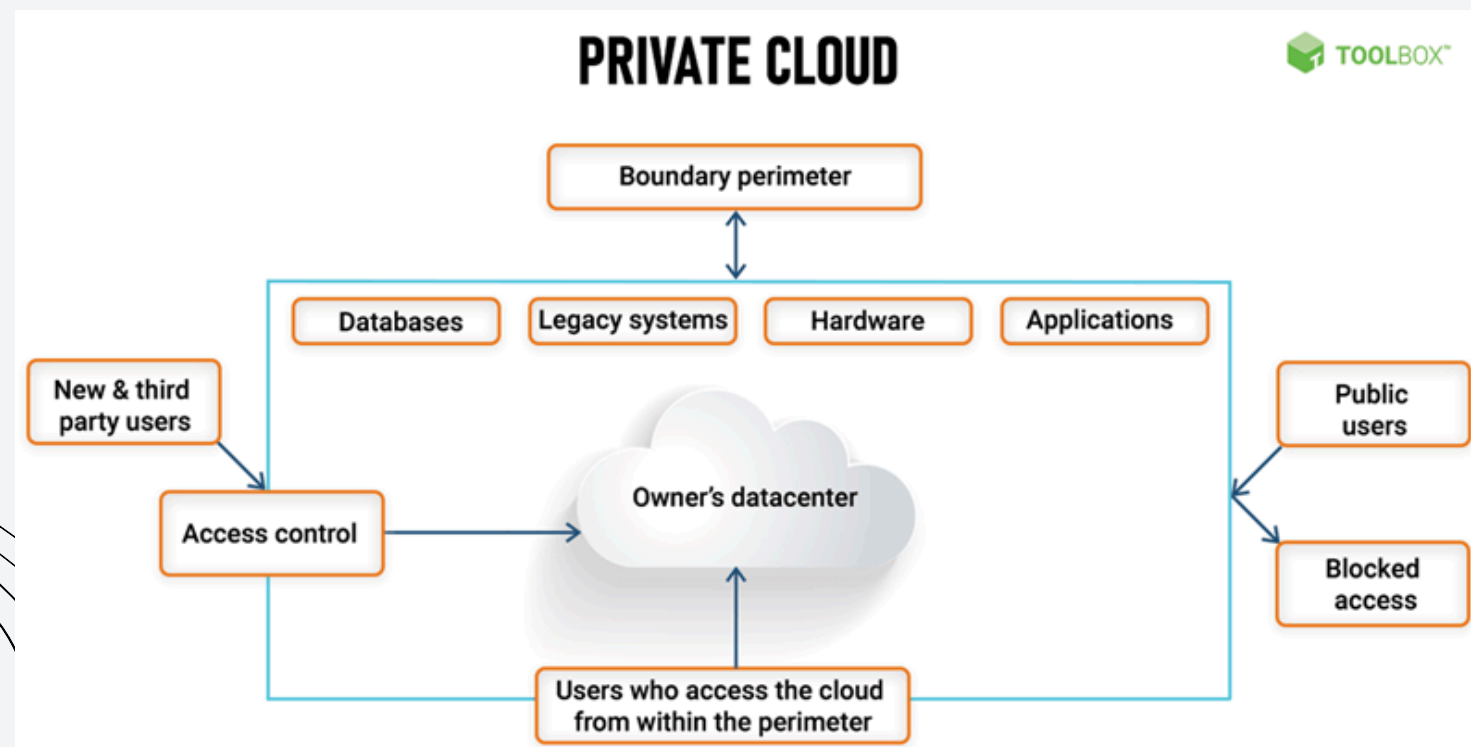 PRIVATE CLOUD
TOOLBOX™
Boundary perimeter
Databases
Legacy systems
Hardware
Applications
New & third
party users
Public
users
Owner's datacenter
Access control
Blocked
access
Users who access the cloud
from within the perimeter